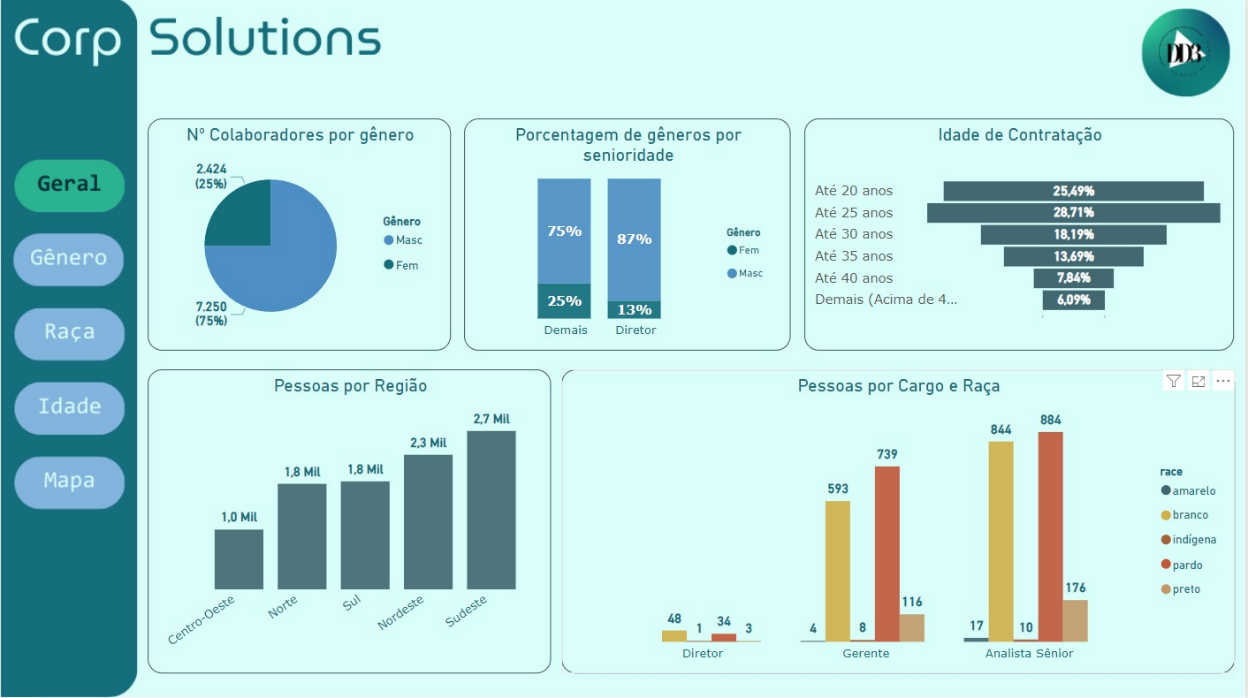 Corp Solutions
DD3
Geral
Gênero
Raça
Idade
Mapa
Nº Colaboradores por gênero
2.424
(25%)
7.250
(75%)
Gênero
Masc
Fem
Porcentagem de gêneros por
senioridade
75%
25%
87%
13%
Demais
Diretor
Gênero
Fem
Masc
Idade de Contratação
Até 20 anos 25,49%
Até 25 anos 28,71%
Até 30 anos 18,19%
Até 35 anos 13,69%
Até 40 anos 7,84%
Demais (Acima de 4... 6,09%
Pessoas por Região
1,0 Mil
1,8 Mil
1,8 Mil
2,3 Mil
2,7 Mil
Centro-Oeste
Norte
Sul
Nordeste
Sudeste
Pessoas por Cargo e Raça
48
1
34
3
4
593
8
739
116
17
844
10
884
176
Diretor
Gerente
Analista Sênior
race
amarelo
branco
indígena
pardo
preto